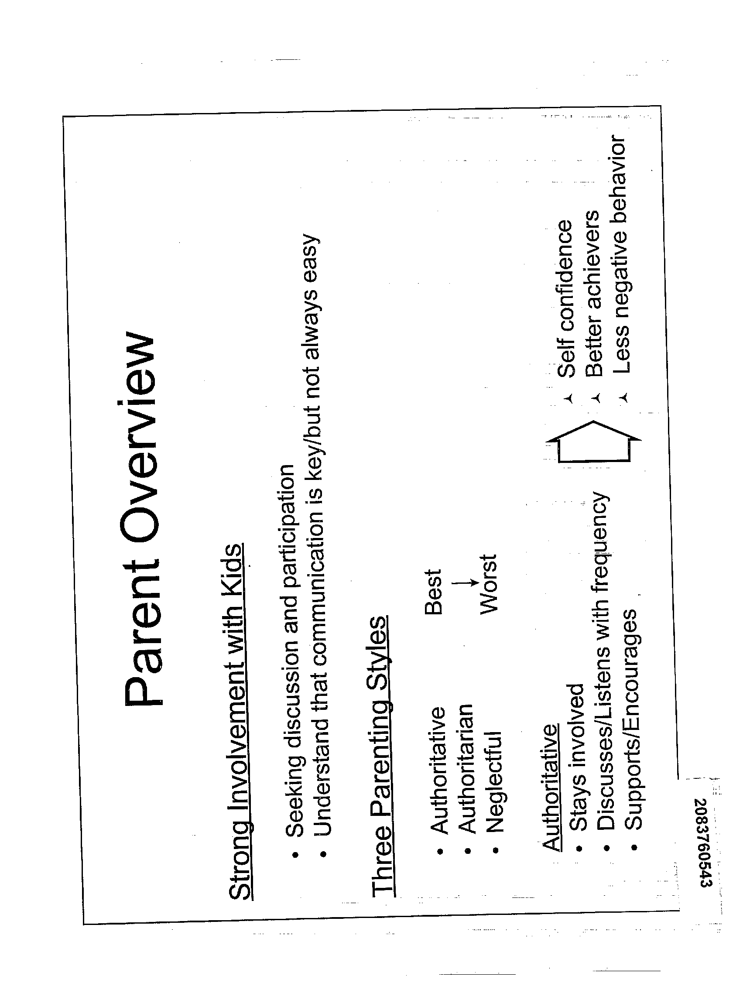 Parent Overview
Strong Involvement with Kids
• Seeking discussion and participation
• Understand that communication is key/but not always easy
Three Parenting Styles
• Authoritative Best
• Authoritarian ↓
• Neglectful Worst
Authoritative
• Stays involved ➢ Self confidence
• Discusses/Listens with frequency ➢ Better achievers
• Supports/Encourages ➢ Less negative behavior
2083760543